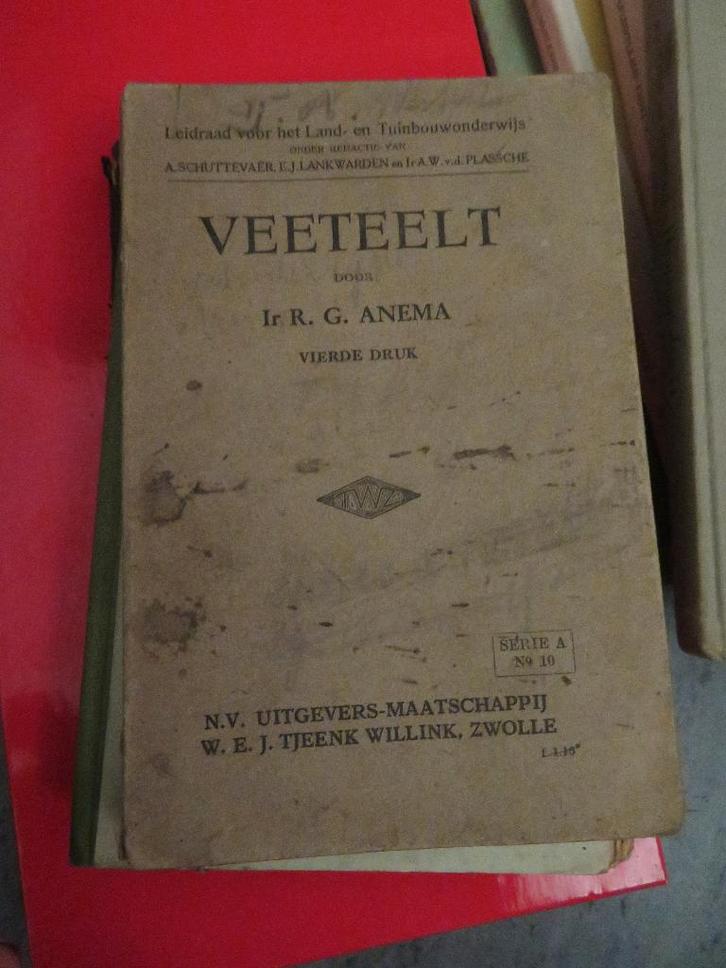 Leidraad voor het Land- en Tuinbouwonderwijs
ONDER REDACTIE VAN
A. SCHUTTEVAER, E. J. LANKWARDEN en Ir A. W. v.d. PLASSCHE
VEETEELT
DOOR
Ir R. G. ANEMA
VIERDE DRUK
T.W.Z.
SERIE A
No 10
N.V. UITGEVERS-MAATSCHAPPIJ
W. E. J. TJEENK WILLINK, ZWOLLE